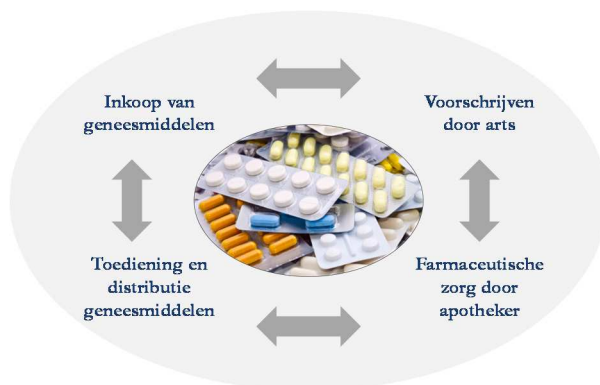 Inkoop van
geneesmiddelen
Voorschrijven
door arts
Toediening en
distributie
geneesmiddelen
Farmaceutische
zorg door
apotheker